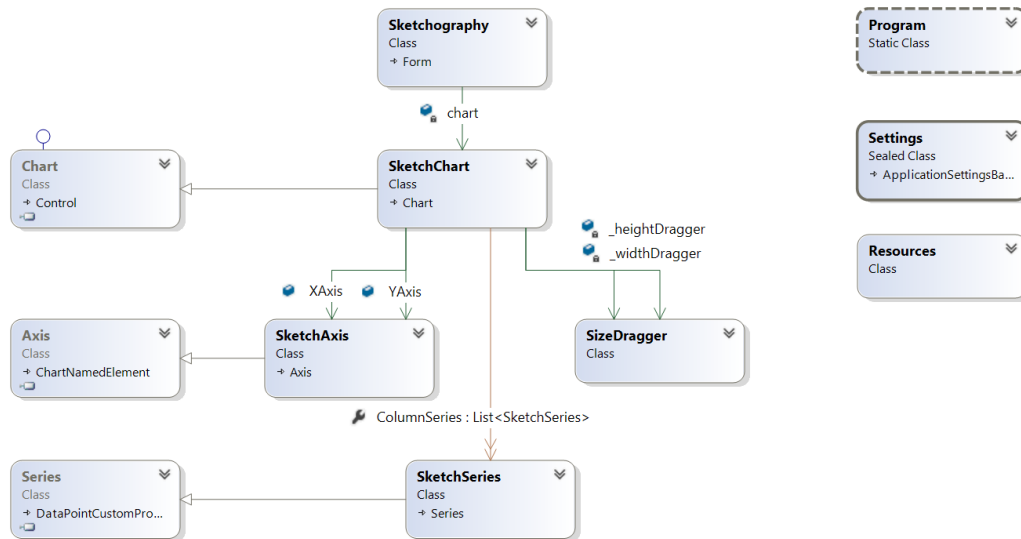 Sketchography
Class
Form
Program
Static Class
chart
Chart
Class
Control
SketchChart
Class
Chart
Settings
Sealed Class
ApplicationSettingsBa...
_heightDragger
_widthDragger
Resources
Class
XAxis
YAxis
Axis
Class
ChartNamedElement
SketchAxis
Class
Axis
SizeDragger
Class
ColumnSeries : List<SketchSeries>
Series
Class
DataPointCustomPro...
SketchSeries
Class
Series